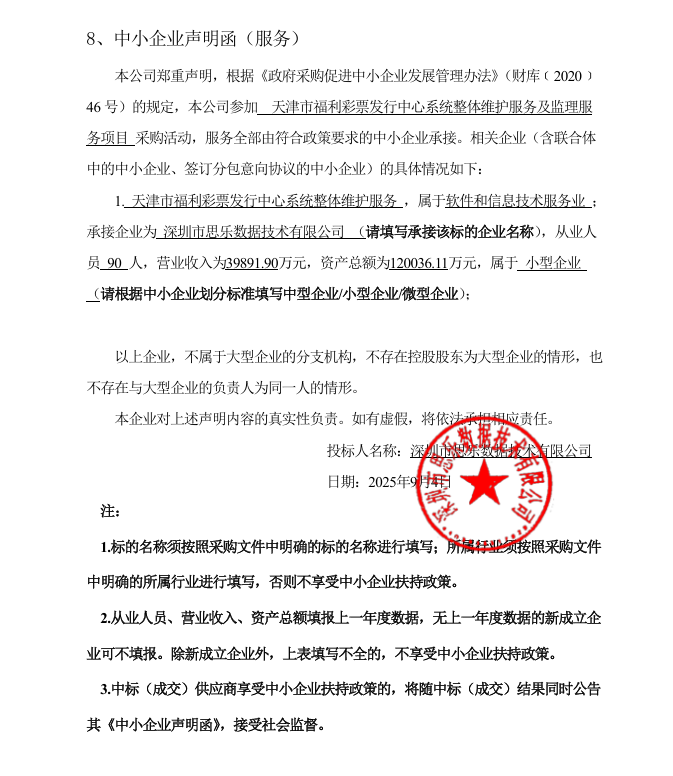 8、中小企业声明函（服务）
本公司郑重声明，根据《政府采购促进中小企业发展管理办法》（财库﹝2020﹞
46 号）的规定，本公司参加 天津市福利彩票发行中心系统整体维护服务及监理服
务项目 采购活动，服务全部由符合政策要求的中小企业承接。相关企业（含联合体
中的中小企业、签订分包意向协议的中小企业）的具体情况如下：
1. 天津市福利彩票发行中心系统整体维护服务 ，属于软件和信息技术服务业 ；
承接企业为 深圳市思乐数据技术有限公司 （请填写承接该标的企业名称），从业人
员 90 人，营业收入为39891.90万元，资产总额为120036.11万元，属于 小型企业
（请根据中小企业划分标准填写中型企业/小型企业/微型企业）；
以上企业，不属于大型企业的分支机构，不存在控股股东为大型企业的情形，也
不存在与大型企业的负责人为同一人的情形。
本企业对上述声明内容的真实性负责。如有虚假，将依法承担相应责任。
投标人名称：深圳市思乐数据技术有限公司
日期：2025年9月4日
深圳市思乐数据技术有限公司
注：
1.标的名称须按照采购文件中明确的标的名称进行填写；所属行业须按照采购文件
中明确的所属行业进行填写，否则不享受中小企业扶持政策。
2.从业人员、营业收入、资产总额填报上一年度数据，无上一年度数据的新成立企
业可不填报。除新成立企业外，上表填写不全的，不享受中小企业扶持政策。
3.中标（成交）供应商享受中小企业扶持政策的，将随中标（成交）结果同时公告
其《中小企业声明函》，接受社会监督。